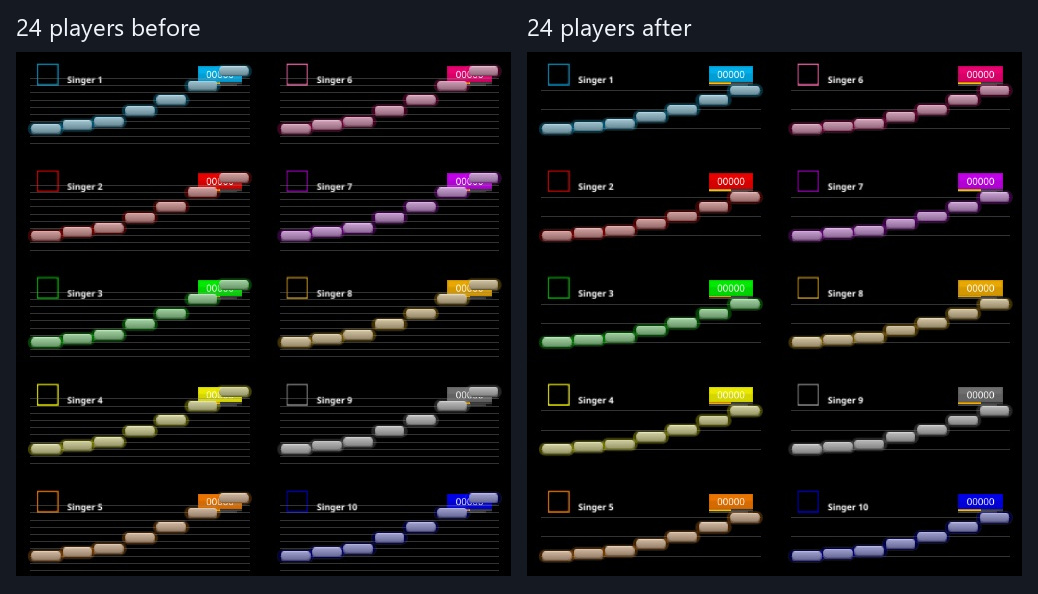 24 players before
24 players after
Singer 1
Singer 6
Singer 1 00000
Singer 6 00000
Singer 2
Singer 7
Singer 2 00000
Singer 7 00000
Singer 3
Singer 8
Singer 3 00000
Singer 8 00000
Singer 4
Singer 9
Singer 4 00000
Singer 9 00000
Singer 5
Singer 10
Singer 5 00000
Singer 10 00000